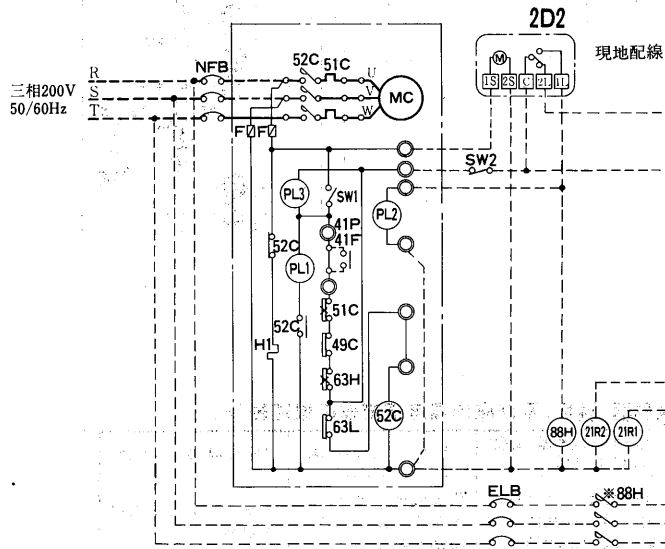 2D2
現地配線
M
1S 2S C 2L 1L
三相200V
50/60Hz
R
S
T
NFB
52C
51C
U
V
W
MC
F
F
SW2
PL3
SW1
PL2
41P
41F
52C
PL1
51C
52C
49C
H1
63H
52C
63L
88H
21R2
21R1
ELB
※88H